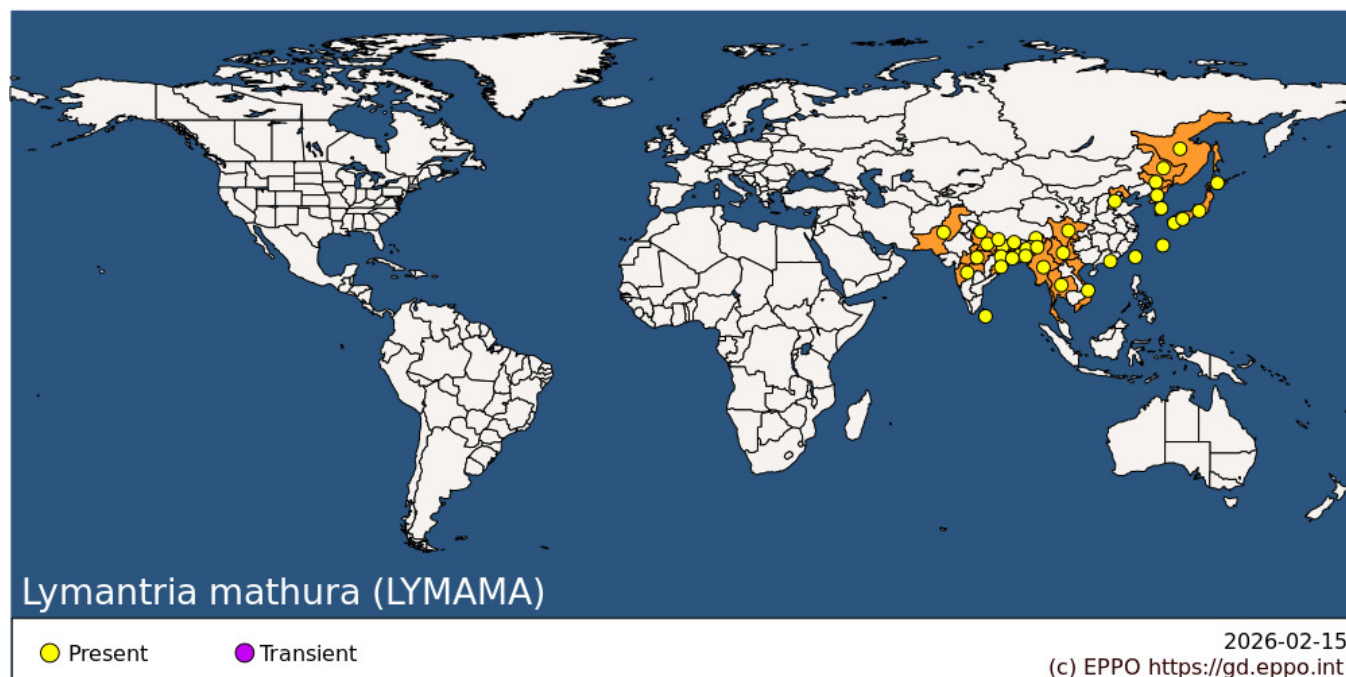 Lymantria mathura (LYMAMA)
Present
Transient
2026-02-15
(c) EPPO https://gd.eppo.int